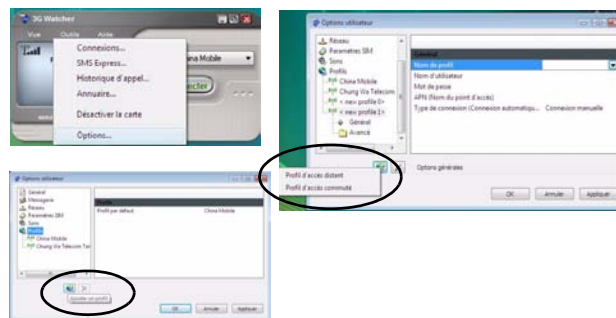 3G Watcher
Vue Outils Aide
Connexions...
SMS Express...
Historique d'appel...
Annuaire...
Désactiver la carte
Options...
ina Mobile
ecter
Options utilisateur
Réseau
Paramètres SIM
Sons
Profils
China Mobile
Chung Wa Telecom
< new profile 0>
< new profile 1>
Général
Avancé
Général
Nom de profil
Nom d'utilisateur
Mot de passe
APN (Nom du point d'accès)
Type de connexion (Connexion automatiqu... Connexion manuelle
Options générales
Profil d'accès distant
Profil d'accès commuté
OK Annuler Appliquer
Options utilisateur
Général
Messagerie
Réseau
Paramètres SIM
Sons
Profils
China Mobile
Chung Wa Telecom
Profils
Profil par défaut China Mobile
Ajouter un profil
OK Annuler Appliquer